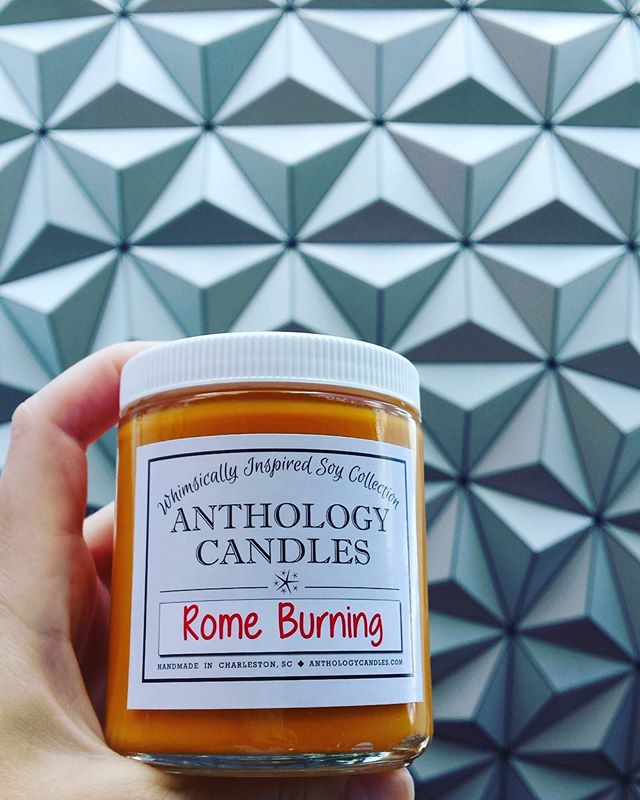 Whimsically Inspired Soy Collection
ANTHOLOGY
CANDLES
Rome Burning
HANDMADE IN CHARLESTON, SC ◆ ANTHOLOGYCANDLES.COM